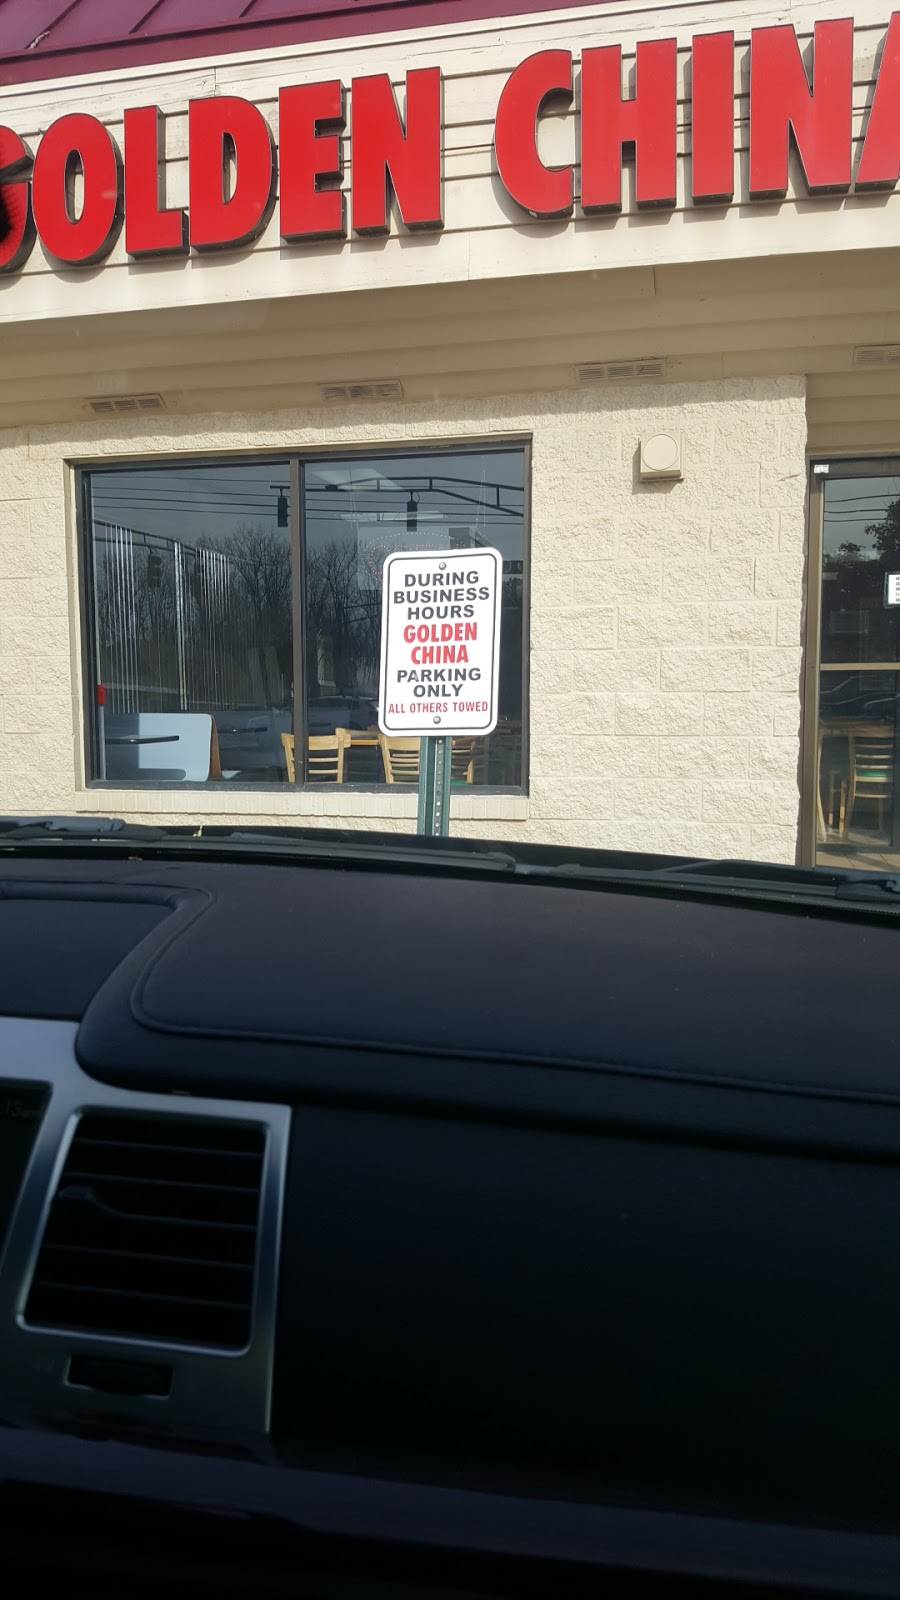 GOLDEN CHINA
DURING
BUSINESS
HOURS
GOLDEN
CHINA
PARKING
ONLY
ALL OTHERS TOWED